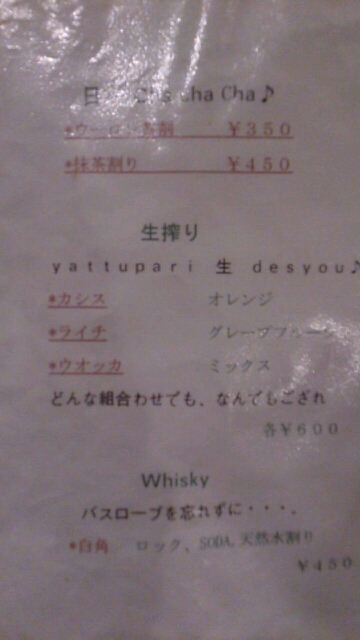 日 Cha cha Cha♪
*ウーロン茶割 ￥350
*抹茶割り ￥450
生搾り
yattupari 生 desyou♪
*カシス オレンジ
*ライチ グレープフルーツ
*ウオッカ ミックス
どんな組合わせでも、なんでもござれ
各￥600
Whisky
バスローブを忘れずに・・・、
*白角 ロック、SODA、天然水割り
￥450